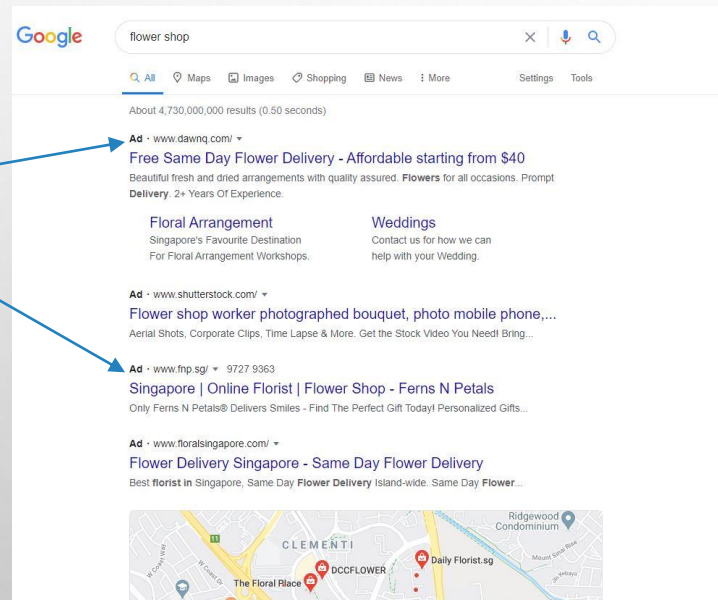 Google
flower shop
All Maps Images Shopping News More Settings Tools
About 4,730,000,000 results (0.50 seconds)
Ad · www.dawnq.com/
Free Same Day Flower Delivery - Affordable starting from $40
Beautiful fresh and dried arrangements with quality assured. Flowers for all occasions. Prompt
Delivery. 2+ Years Of Experience.
Floral Arrangement
Singapore's Favourite Destination
For Floral Arrangement Workshops.
Weddings
Contact us for how we can
help with your Wedding.
Ad · www.shutterstock.com/
Flower shop worker photographed bouquet, photo mobile phone,...
Aerial Shots, Corporate Clips, Time Lapse & More. Get the Stock Video You Need! Bring...
Ad · www.fnp.sg/ 9727 9363
Singapore | Online Florist | Flower Shop - Ferns N Petals
Only Ferns N Petals® Delivers Smiles - Find The Perfect Gift Today! Personalized Gifts...
Ad · www.floralsingapore.com/
Flower Delivery Singapore - Same Day Flower Delivery
Best florist in Singapore, Same Day Flower Delivery Island-wide. Same Day Flower...
Ridgewood
Condominium
CLEMENTI
Mount Sinai Rise
Daily Florist.sg
DCCFLOWER
The Floral Place
W Coast Wy
W Coast Dr